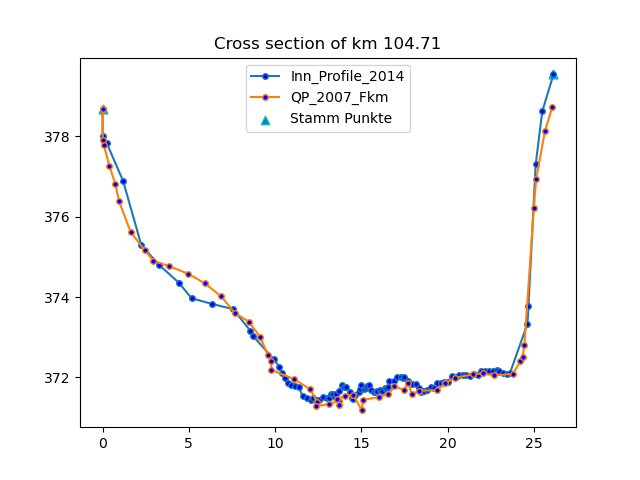 Cross section of km 104.71
Inn_Profile_2014
QP_2007_Fkm
Stamm Punkte
378
376
374
372
0 5 10 15 20 25